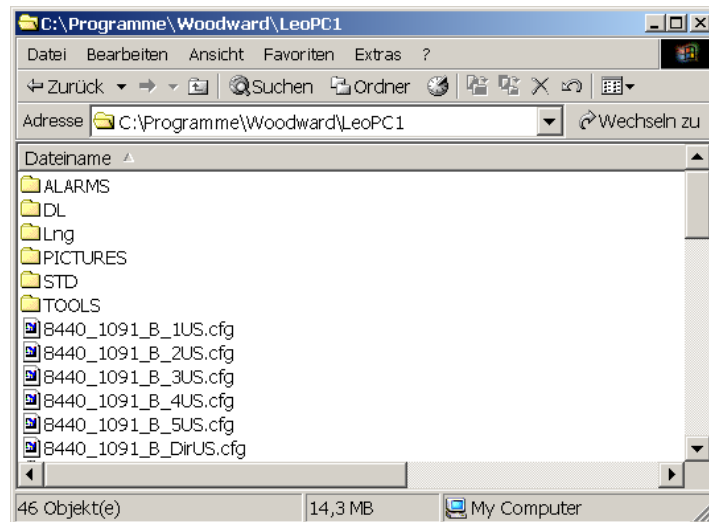 C:\Programme\Woodward\LeoPC1
Datei Bearbeiten Ansicht Favoriten Extras ?
Zurück Suchen Ordner
Adresse C:\Programme\Woodward\LeoPC1 Wechseln zu
Dateiname
ALARMS
DL
Lng
PICTURES
STD
TOOLS
8440_1091_B_1US.cfg
8440_1091_B_2US.cfg
8440_1091_B_3US.cfg
8440_1091_B_4US.cfg
8440_1091_B_5US.cfg
8440_1091_B_DirUS.cfg
46 Objekt(e) 14,3 MB My Computer